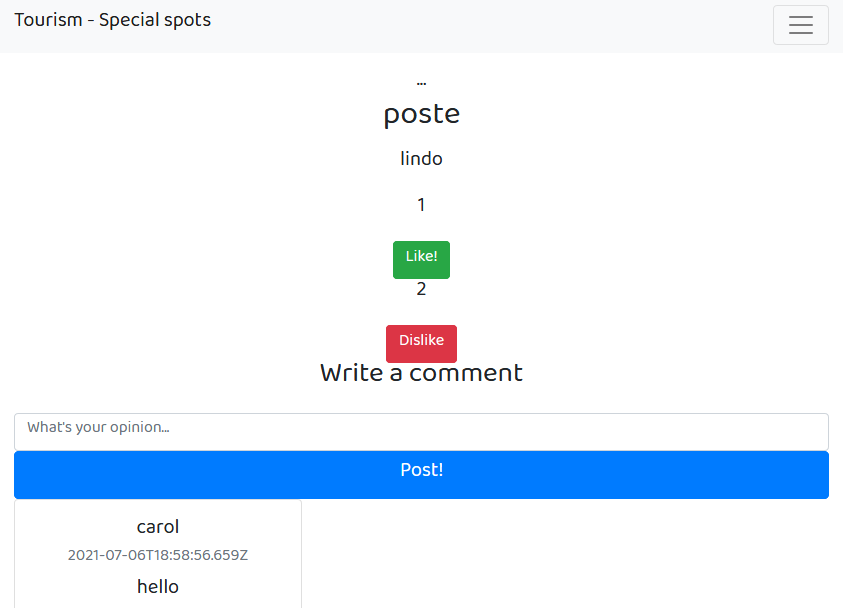 Tourism - Special spots
...
poste
lindo
1
Like!
2
Dislike
Write a comment
What's your opinion...
Post!
carol
2021-07-06T18:58:56.659Z
hello